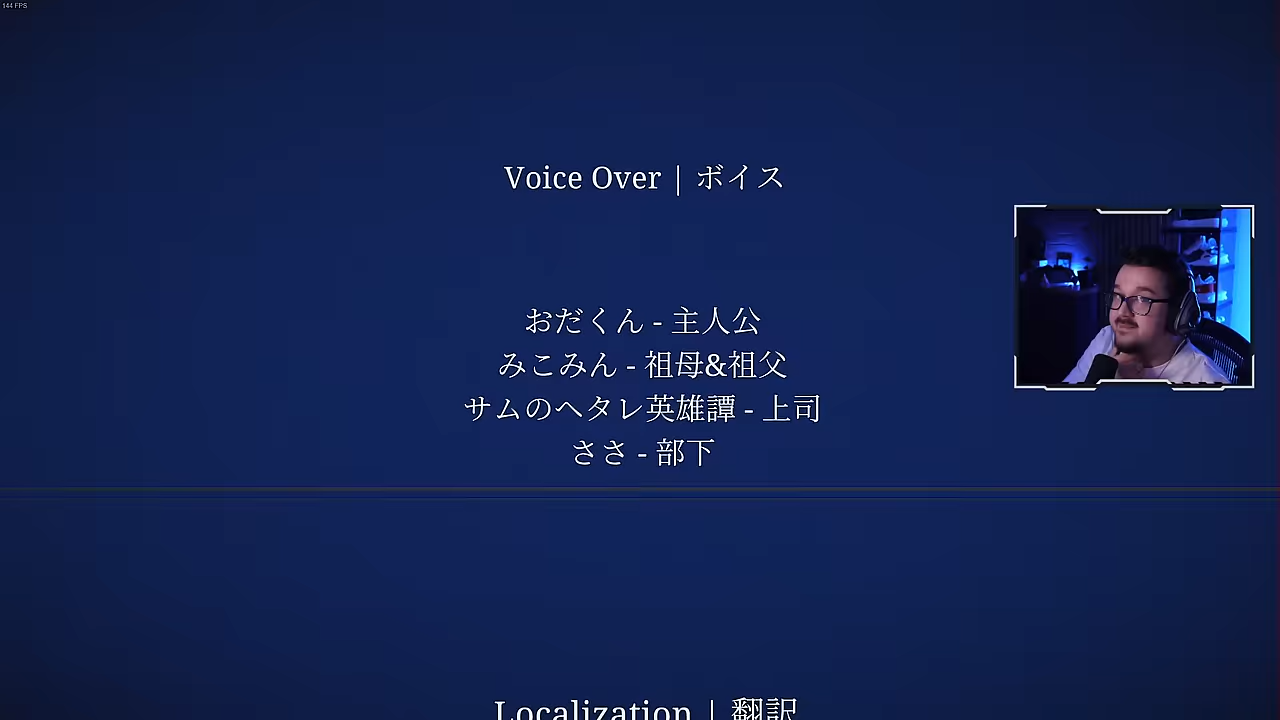 144 FPS
Voice Over | ボイス
おだくん - 主人公
みこみん - 祖母&祖父
サムのヘタレ英雄譚 - 上司
ささ - 部下
Localization | 翻訳